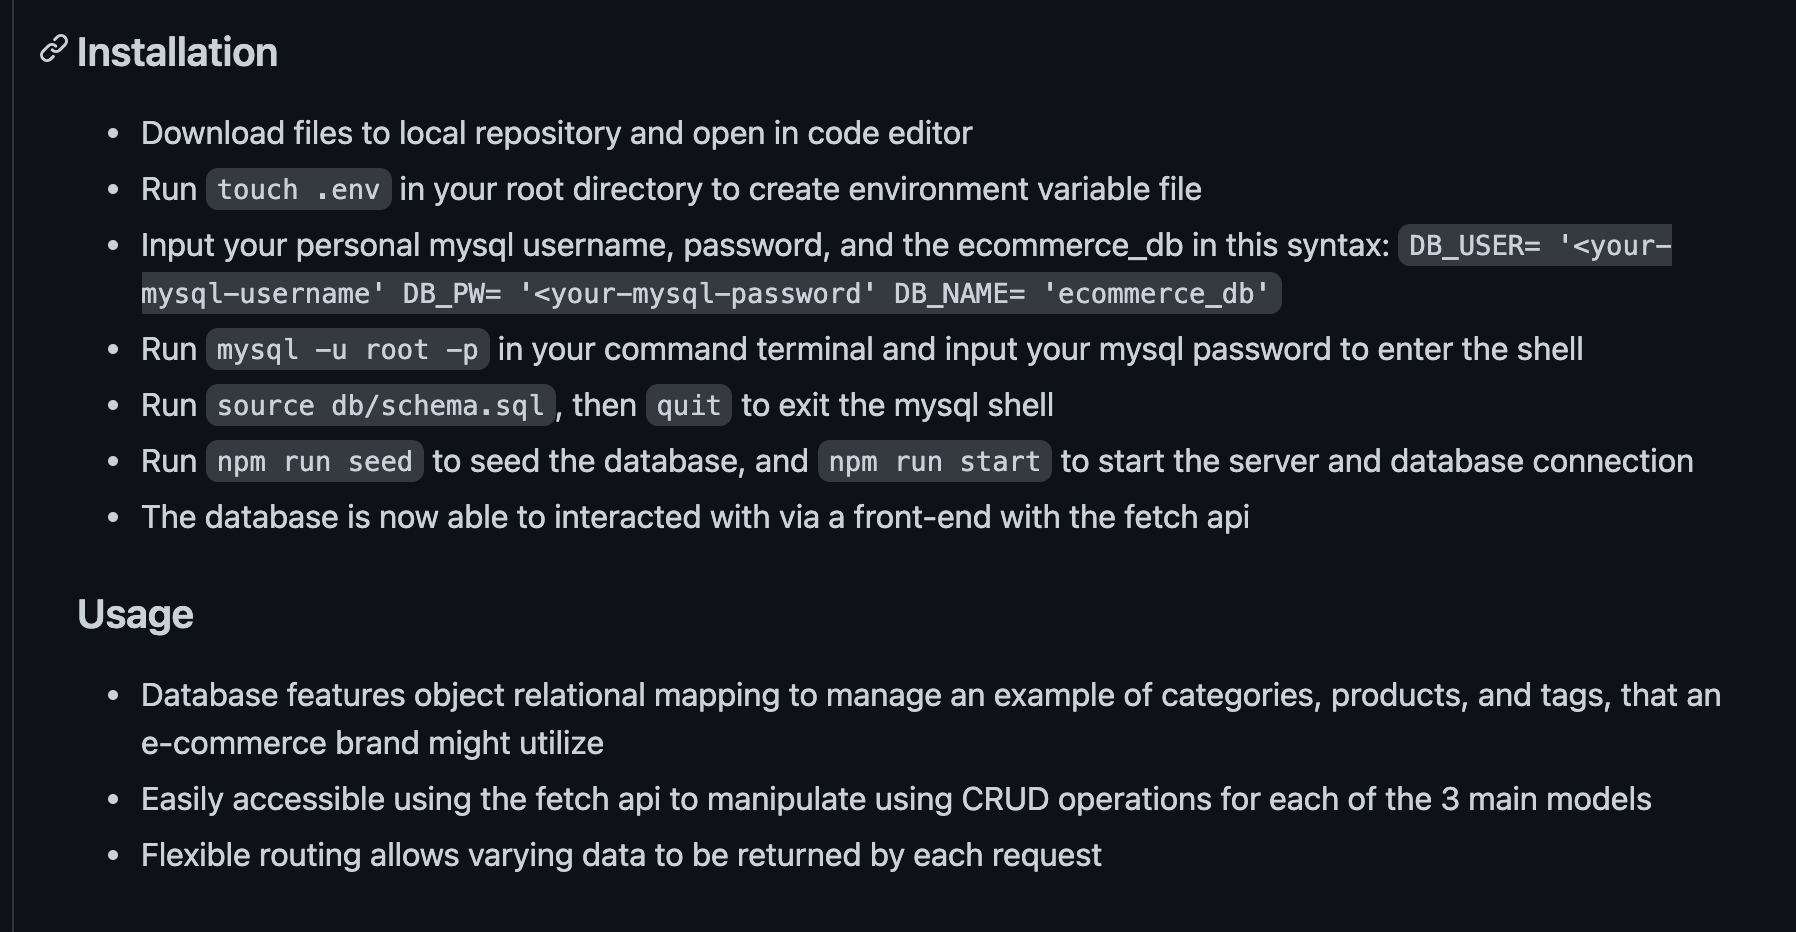 Installation
Download files to local repository and open in code editor
Run touch .env in your root directory to create environment variable file
Input your personal mysql username, password, and the ecommerce_db in this syntax: DB_USER= '<your-
mysql-username' DB_PW= '<your-mysql-password' DB_NAME= 'ecommerce_db'
Run mysql -u root -p in your command terminal and input your mysql password to enter the shell
Run source db/schema.sql, then quit to exit the mysql shell
Run npm run seed to seed the database, and npm run start to start the server and database connection
The database is now able to interacted with via a front-end with the fetch api
Usage
Database features object relational mapping to manage an example of categories, products, and tags, that an
e-commerce brand might utilize
Easily accessible using the fetch api to manipulate using CRUD operations for each of the 3 main models
Flexible routing allows varying data to be returned by each request